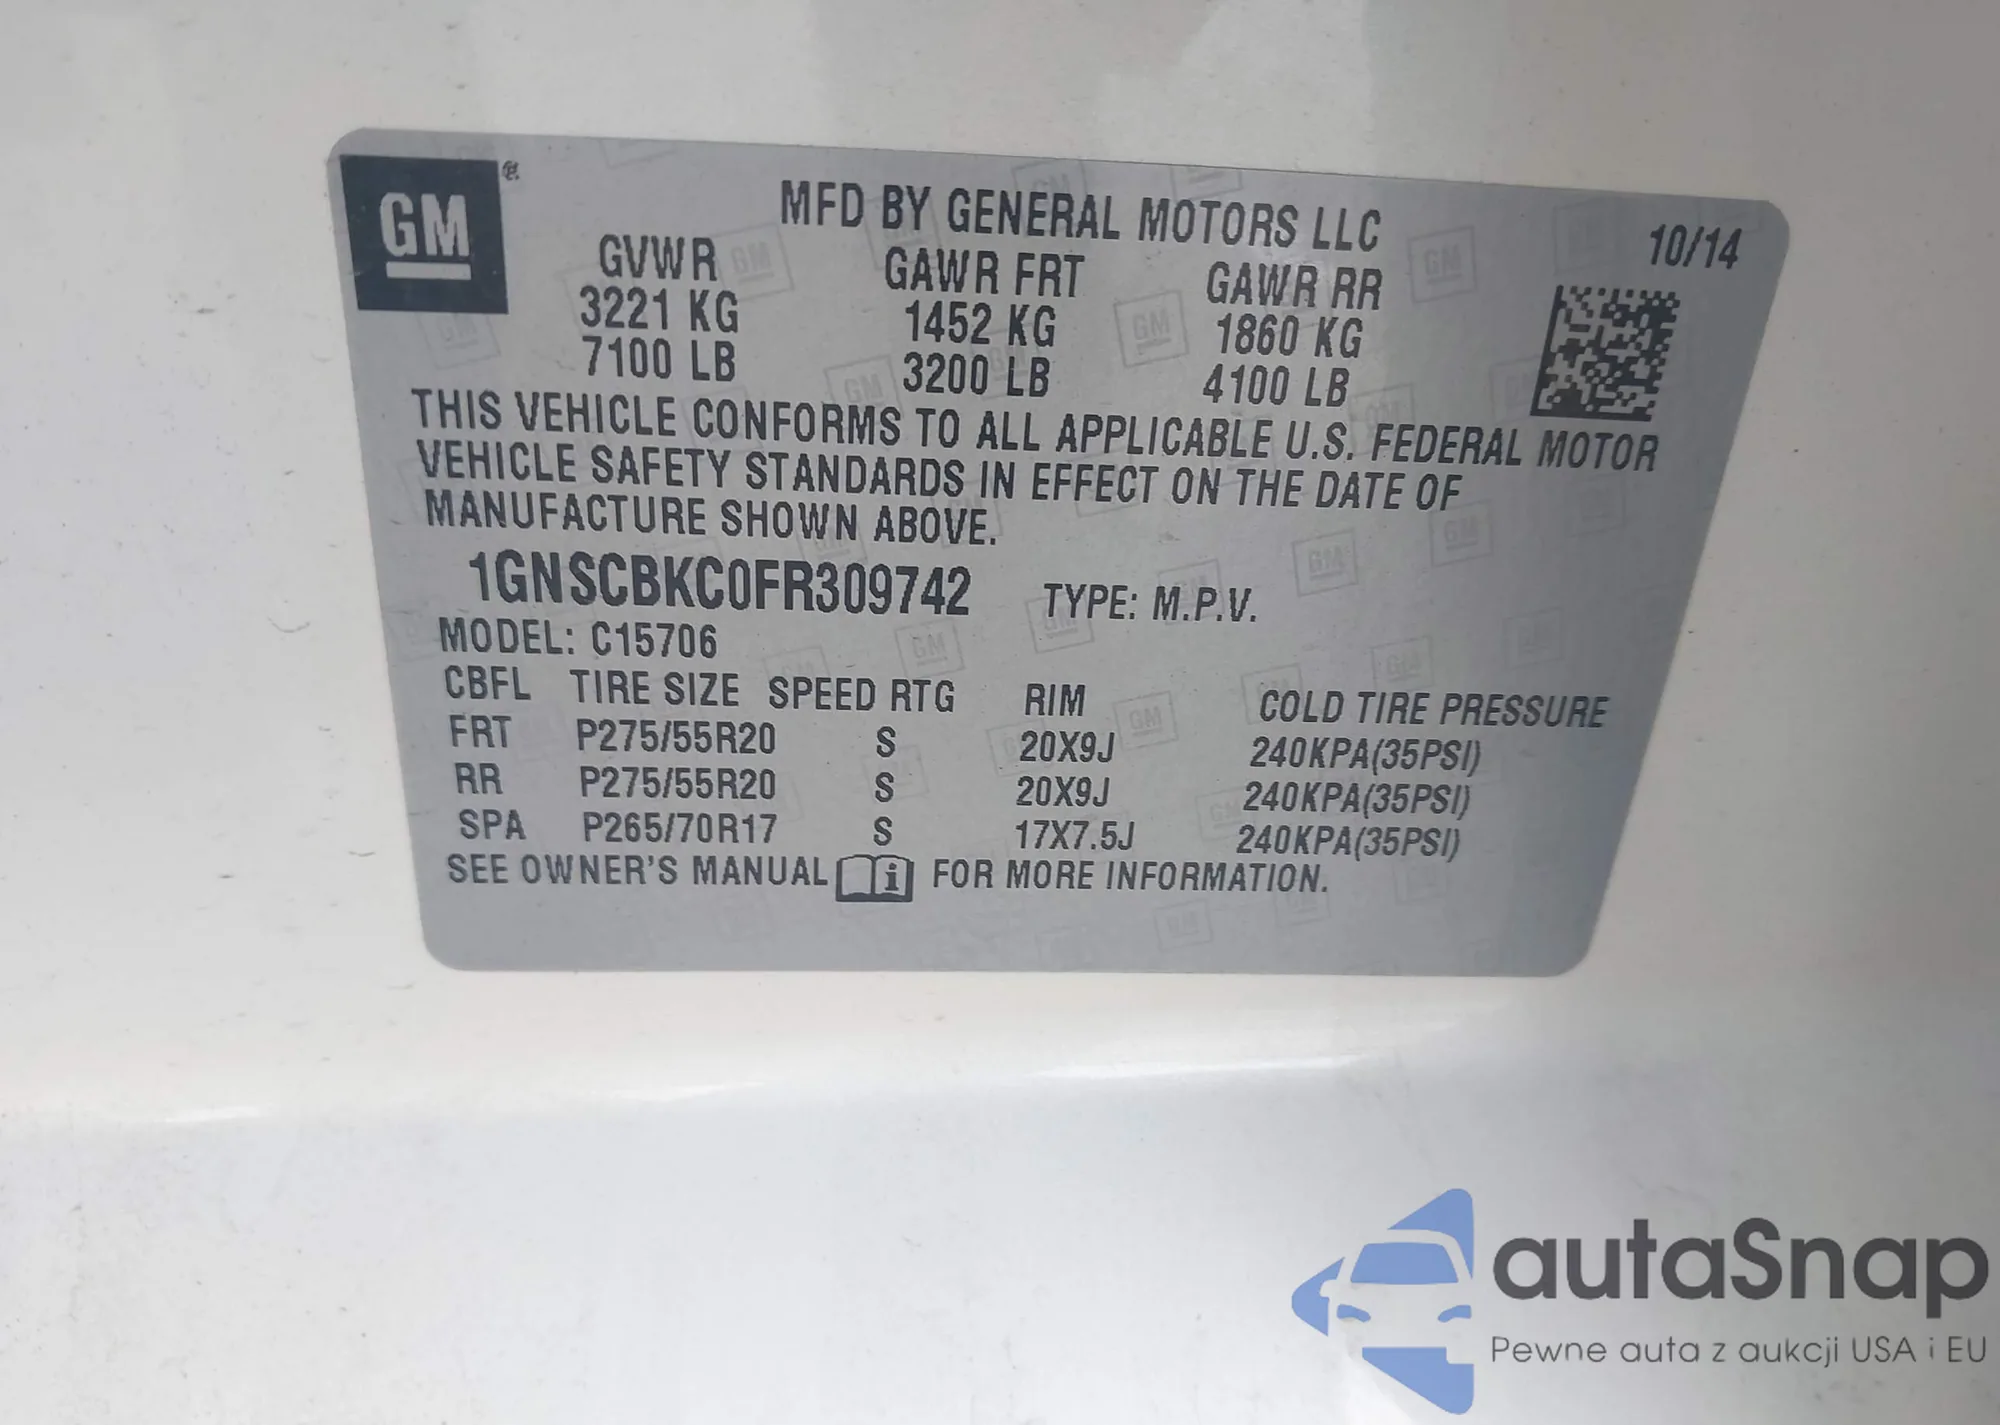 GM
MFD BY GENERAL MOTORS LLC
10/14
GVWR GAWR FRT GAWR RR
3221 KG 1452 KG 1860 KG
7100 LB 3200 LB 4100 LB
THIS VEHICLE CONFORMS TO ALL APPLICABLE U.S. FEDERAL MOTOR
VEHICLE SAFETY STANDARDS IN EFFECT ON THE DATE OF
MANUFACTURE SHOWN ABOVE.
1GNSCBKC0FR309742 TYPE: M.P.V.
MODEL: C15706
CBFL TIRE SIZE SPEED RTG RIM COLD TIRE PRESSURE
FRT P275/55R20 S 20X9J 240KPA(35PSI)
RR P275/55R20 S 20X9J 240KPA(35PSI)
SPA P265/70R17 S 17X7.5J 240KPA(35PSI)
SEE OWNER'S MANUAL i FOR MORE INFORMATION.
autaSnap
Pewne auta z aukcji USA i EU